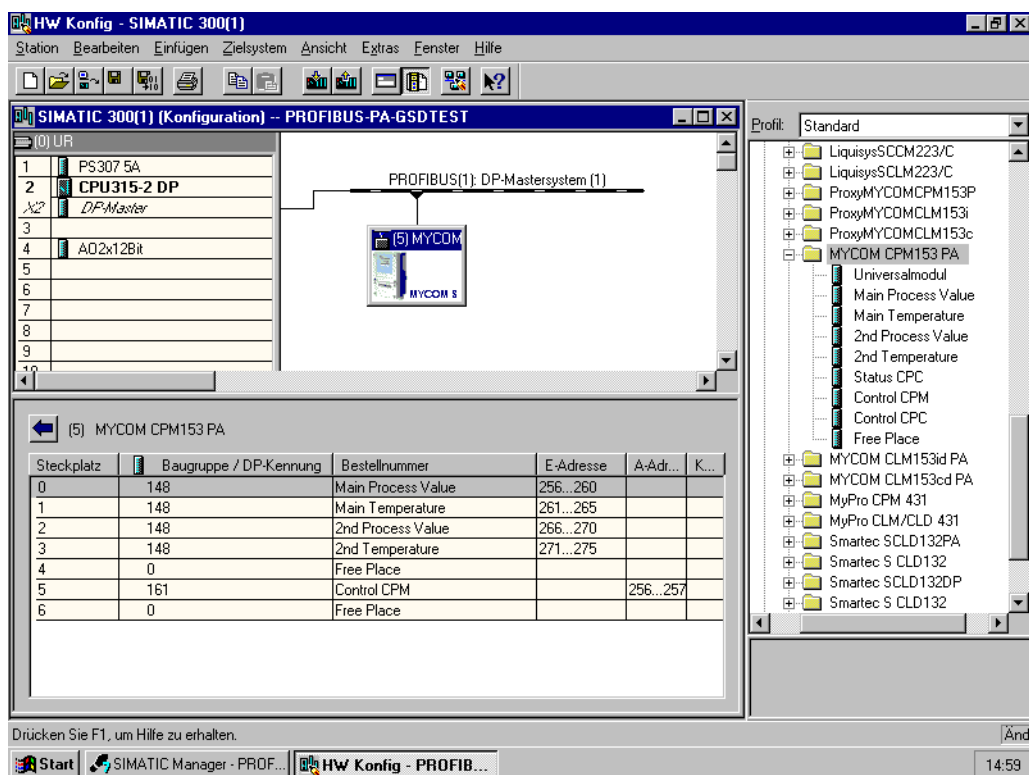 HW Konfig - SIMATIC 300(1)
Station Bearbeiten Einfügen Zielsystem Ansicht Extras Fenster Hilfe
SIMATIC 300(1) (Konfiguration) -- PROFIBUS-PA-GSDTEST
(0) UR
1 PS307 5A
2 CPU315-2 DP
X2 DP-Master
3
4 AO2x12Bit
5
6
7
8
9
10
PROFIBUS(1): DP-Mastersystem (1)
(5) MYCOM
MYCOM S
(5) MYCOM CPM153 PA
Steckplatz Baugruppe / DP-Kennung Bestellnummer E-Adresse A-Adr... K...
0 148 Main Process Value 256...260
1 148 Main Temperature 261...265
2 148 2nd Process Value 266...270
3 148 2nd Temperature 271...275
4 0 Free Place
5 161 Control CPM 256...257
6 0 Free Place
Profil: Standard
LiquisysSCCM223/C
LiquisysSCLM223/C
ProxyMYCOMCPM153P
ProxyMYCOMCLM153i
ProxyMYCOMCLM153c
MYCOM CPM153 PA
Universalmodul
Main Process Value
Main Temperature
2nd Process Value
2nd Temperature
Status CPC
Control CPM
Control CPC
Free Place
MYCOM CLM153id PA
MYCOM CLM153cd PA
MyPro CPM 431
MyPro CLM/CLD 431
Smartec SCLD132PA
Smartec S CLD132
Smartec SCLD132DP
Smartec S CLD132
Drücken Sie F1, um Hilfe zu erhalten.
Änd
Start SIMATIC Manager - PROF... HW Konfig - PROFIB... 14:59